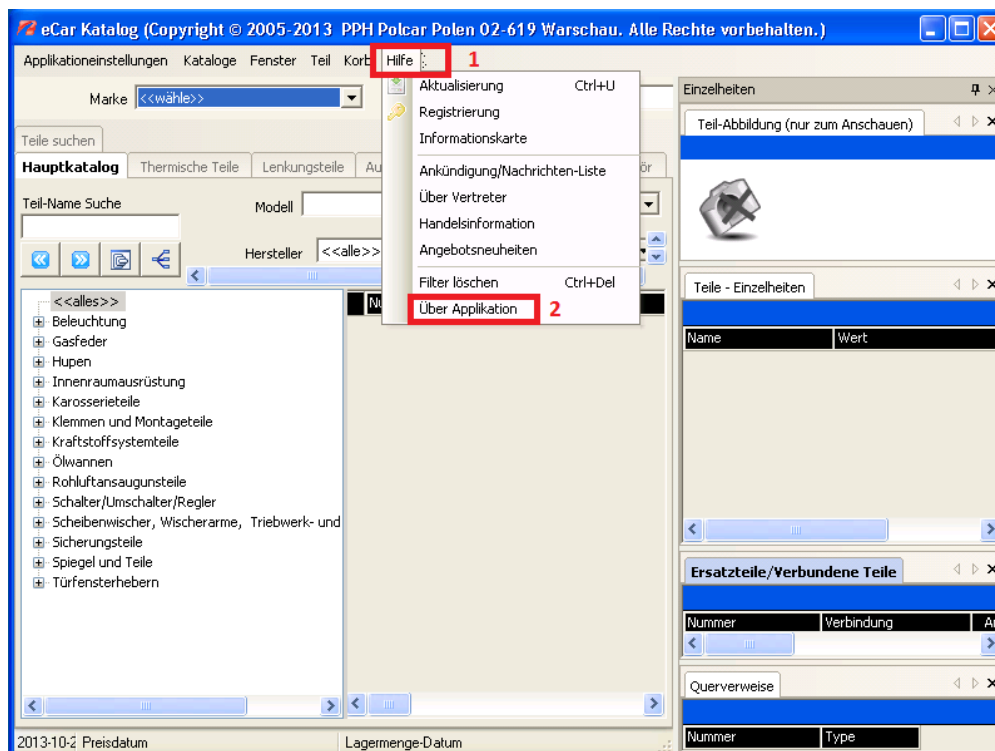 eCar Katalog (Copyright © 2005-2013 PPH Polcar Polen 02-619 Warschau. Alle Rechte vorbehalten.)
Applikationeinstellungen Kataloge Fenster Teil Korb Hilfe 1
Aktualisierung Ctrl+U
Registrierung
Informationskarte
Ankündigung/Nachrichten-Liste
Über Vertreter
Handelsinformation
Angebotsneuheiten
Filter löschen Ctrl+Del
Über Applikation 2
Marke <<wähle>>
Teile suchen
Hauptkatalog Thermische Teile Lenkungsteile
Teil-Name Suche
Modell
Hersteller <<alle>>
<<alles>>
Beleuchtung
Gasfeder
Hupen
Innenraumausrüstung
Karosserieteile
Klemmen und Montageteile
Kraftstoffsystemteile
Ölwannen
Rohluftansaugunsteile
Schalter/Umschalter/Regler
Scheibenwischer, Wischerarme, Triebwerk- und
Sicherungsteile
Spiegel und Teile
Türfensterhebern
Einzelheiten
Teil-Abbildung (nur zum Anschauen)
Teile - Einzelheiten
Name Wert
Ersatzteile/Verbundene Teile
Nummer Verbindung
Querverweise
Nummer Type
2013-10-2 Preisdatum Lagermenge-Datum